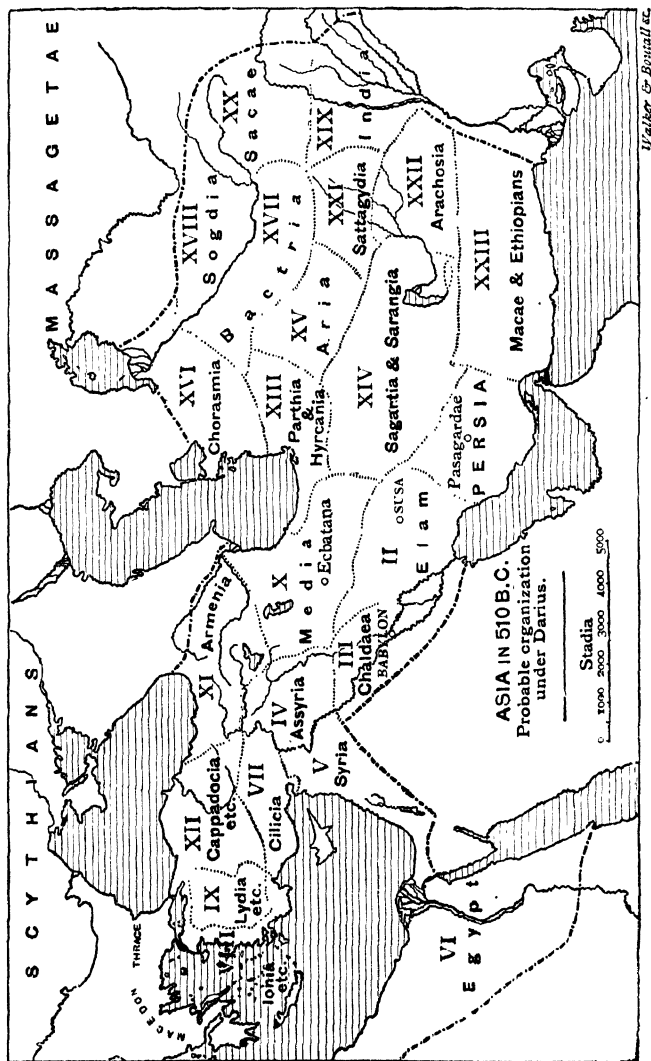 SCYTHIANS
MASSAGETAE
MACEDON
THRACE
VIII
Ionia
etc.
IX
Lydia
etc.
XII
Cappadocia
etc.
VII
Cilicia
XI
Armenia
IV
Assyria
V
Syria
VI
Egypt
III
Chaldaea
BABYLON
X
Media
Ecbatana
II
SUSA
Elam
Pasagardae
PERSIA
XVI
Chorasmia
XIII
Parthia
&
Hyrcania
XIV
Sagartia & Sarangia
XV
Aria
XVII
Bactria
XVIII
Sogdia
XX
Sacae
XIX
India
XXI
Sattagydia
XXII
Arachosia
XXIII
Macae & Ethiopians
ASIA IN 510 B.C.
Probable organization
under Darius.
Stadia
0 1000 2000 3000 4000 5000
Walker & Boutall sc.